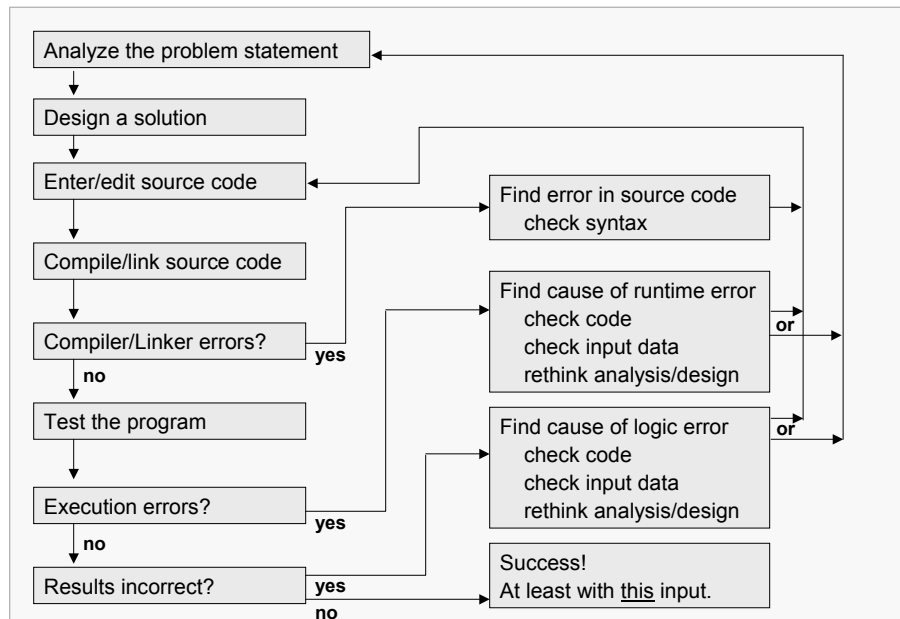 Analyze the problem statement
Design a solution
Enter/edit source code
Compile/link source code
Compiler/Linker errors?
yes
no
Test the program
Execution errors?
yes
no
Results incorrect?
yes
no
Find error in source code
check syntax
Find cause of runtime error
check code
check input data
rethink analysis/design
or
Find cause of logic error
check code
check input data
rethink analysis/design
or
Success!
At least with this input.